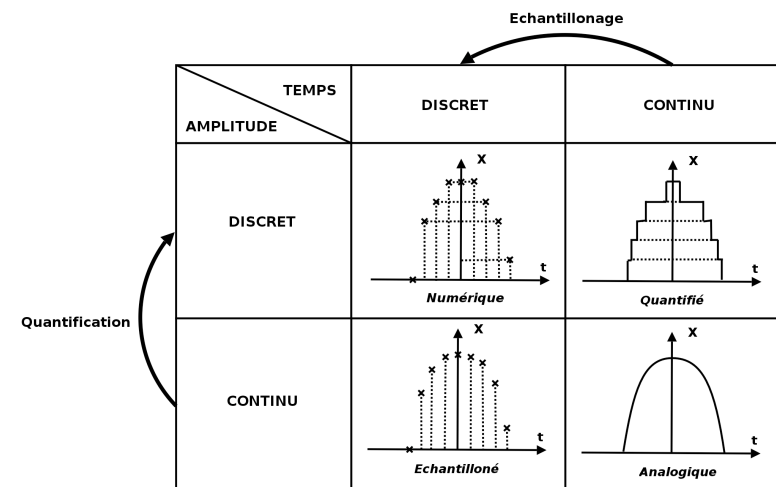 Echantillonage
TEMPS
AMPLITUDE
DISCRET
CONTINU
DISCRET
X
t
Numérique
X
t
Quantifié
Quantification
CONTINU
X
t
Echantilloné
X
t
Analogique